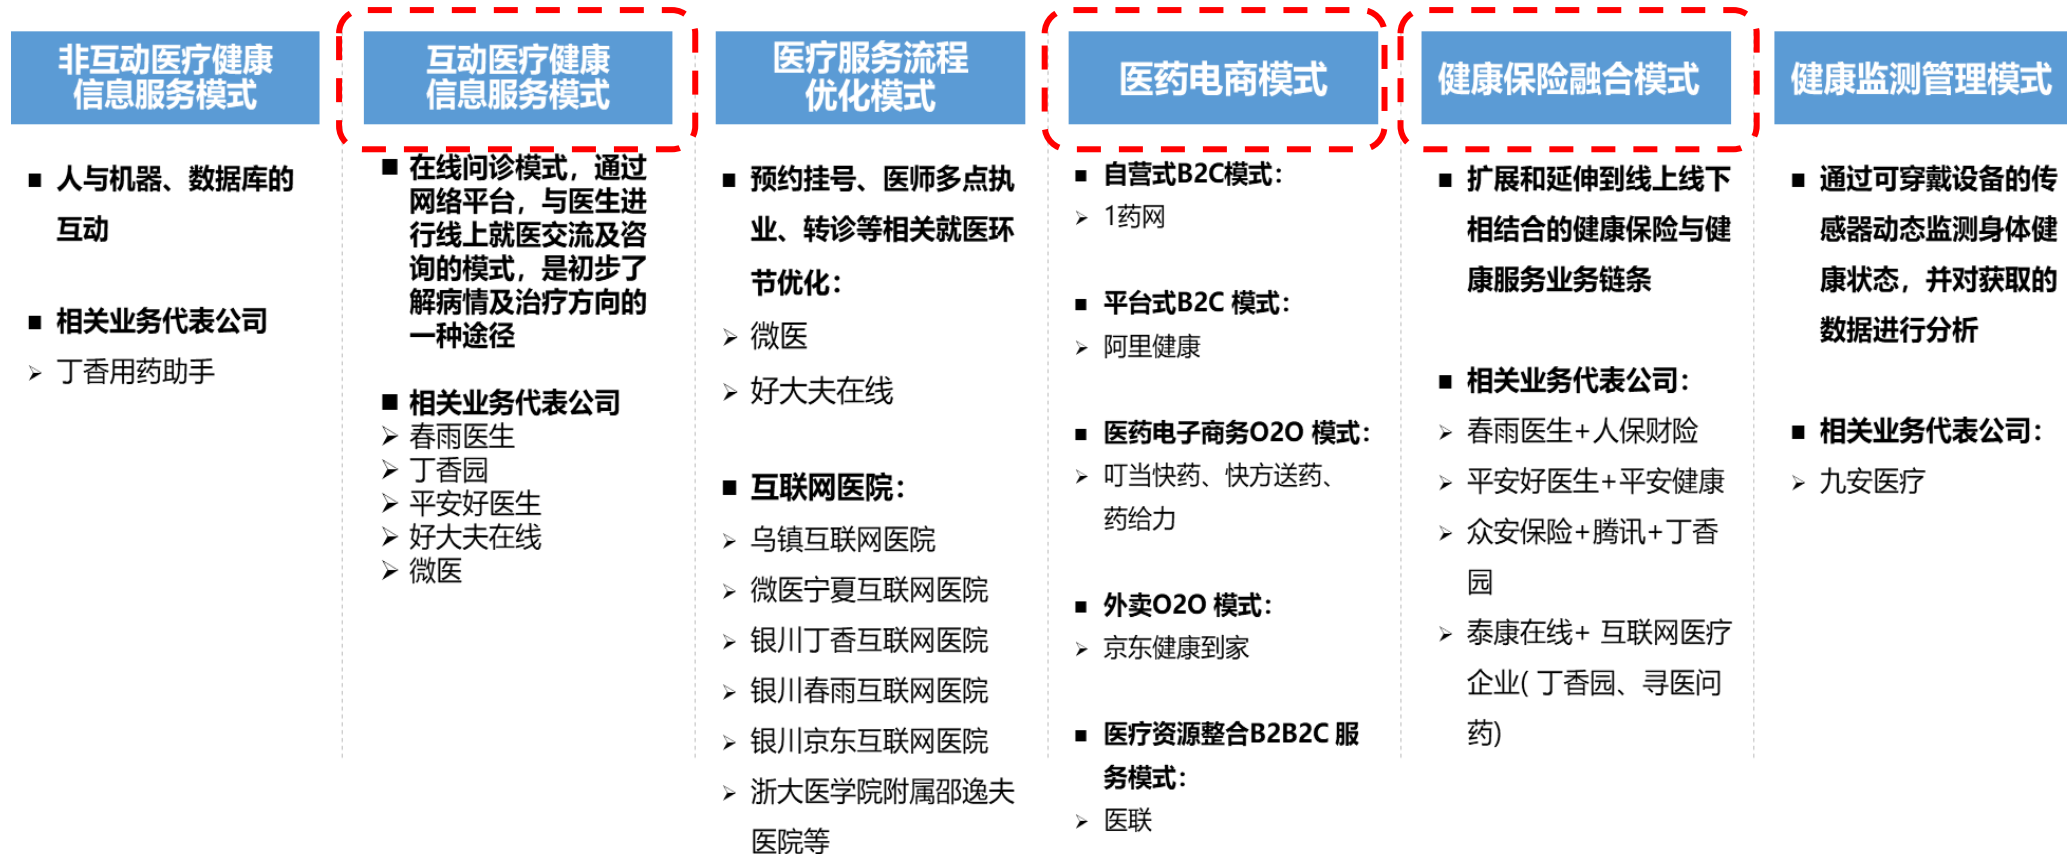 非互动医疗健康
信息服务模式
■ 人与机器、数据库的
互动
■ 相关业务代表公司
➢ 丁香用药助手
互动医疗健康
信息服务模式
■ 在线问诊模式，通过
网络平台，与医生进
行线上就医交流及咨
询的模式，是初步了
解病情及治疗方向的
一种途径
■ 相关业务代表公司
➢ 春雨医生
➢ 丁香园
➢ 平安好医生
➢ 好大夫在线
➢ 微医
医疗服务流程
优化模式
■ 预约挂号、医师多点执
业、转诊等相关就医环
节优化：
➢ 微医
➢ 好大夫在线
■ 互联网医院：
➢ 乌镇互联网医院
➢ 微医宁夏互联网医院
➢ 银川丁香互联网医院
➢ 银川春雨互联网医院
➢ 银川京东互联网医院
➢ 浙大医学院附属邵逸夫
医院等
医药电商模式
■ 自营式B2C模式：
➢ 1药网
■ 平台式B2C 模式：
➢ 阿里健康
■ 医药电子商务O2O 模式：
➢ 叮当快药、快方送药、
药给力
■ 外卖O2O 模式：
➢ 京东健康到家
■ 医疗资源整合B2B2C 服
务模式：
➢ 医联
健康保险融合模式
■ 扩展和延伸到线上线下
相结合的健康保险与健
康服务业务链条
■ 相关业务代表公司：
➢ 春雨医生+人保财险
➢ 平安好医生+平安健康
➢ 众安保险+腾讯+丁香
园
➢ 泰康在线+ 互联网医疗
企业( 丁香园、寻医问
药)
健康监测管理模式
■ 通过可穿戴设备的传
感器动态监测身体健
康状态，并对获取的
数据进行分析
■ 相关业务代表公司：
➢ 九安医疗